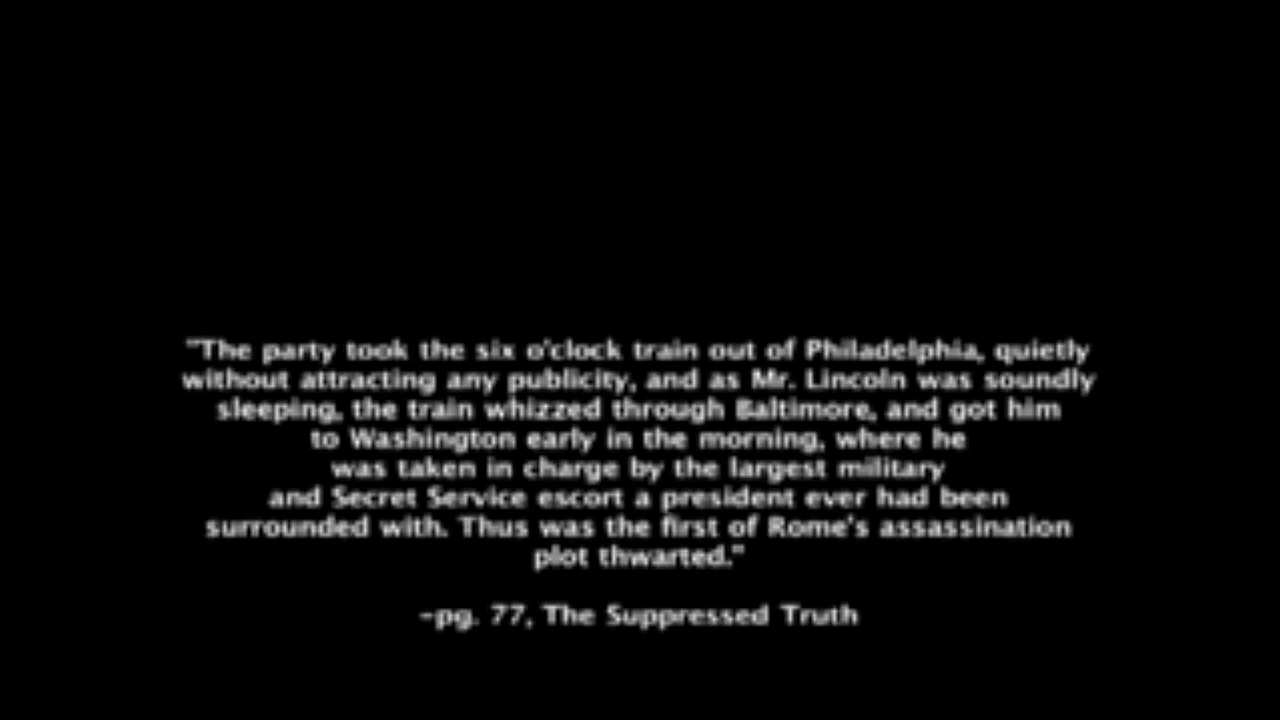 "The party took the six o'clock train out of Philadelphia, quietly
without attracting any publicity, and as Mr. Lincoln was soundly
sleeping, the train whizzed through Baltimore, and got him
to Washington early in the morning, where he
was taken in charge by the largest military
and Secret Service escort a president ever had been
surrounded with. Thus was the first of Rome's assassination
plot thwarted."
-pg. 77, The Suppressed Truth